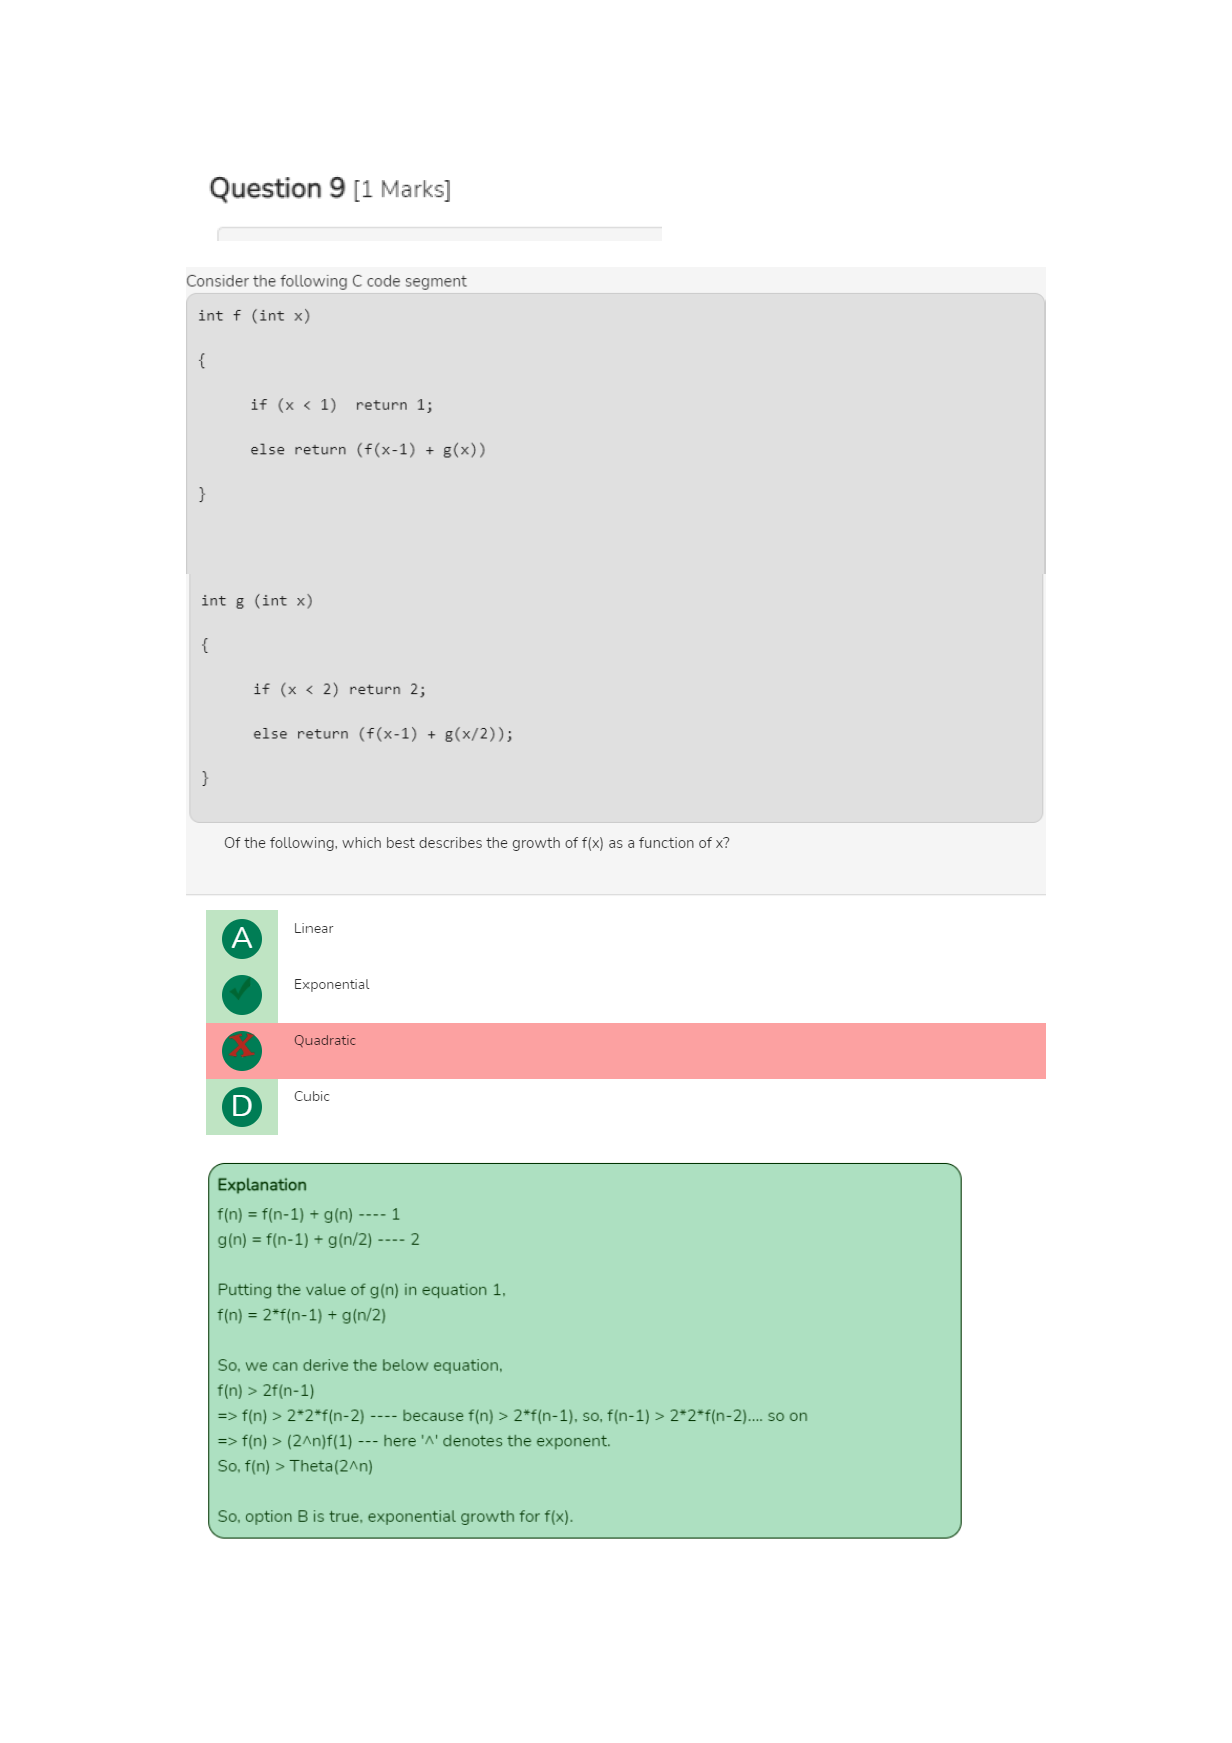 Question 9 [1 Marks]
Consider the following C code segment
int f (int x)
{
if (x < 1)  return 1;
else return (f(x-1) + g(x))
}
int g (int x)
{
if (x < 2) return 2;
else return (f(x-1) + g(x/2));
}
Of the following, which best describes the growth of f(x) as a function of x?
A Linear
Exponential
X Quadratic
D Cubic
Explanation
f(n) = f(n-1) + g(n) ---- 1
g(n) = f(n-1) + g(n/2) ---- 2
Putting the value of g(n) in equation 1,
f(n) = 2*f(n-1) + g(n/2)
So, we can derive the below equation,
f(n) > 2f(n-1)
=> f(n) > 2*2*f(n-2) ---- because f(n) > 2*f(n-1), so, f(n-1) > 2*2*f(n-2).... so on
=> f(n) > (2^n)f(1) --- here '^' denotes the exponent.
So, f(n) > Theta(2^n)
So, option B is true, exponential growth for f(x).